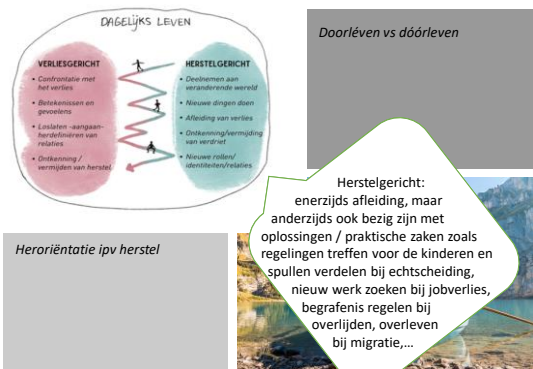 DAGELIJKS LEVEN
VERLIESGERICHT
• Confrontatie met
het verlies
• Betekenissen en
gevoelens
• Loslaten -aangaan-
herdefiniëren van
relaties
• Ontkenning /
vermijden van herstel
HERSTELGERICHT
• Deelnemen aan
veranderende wereld
• Nieuwe dingen doen
• Afleiding van verlies
• Ontkenning/vermijding
van verdriet
• Nieuwe rollen/
identiteiten/relaties
Doorléven vs dóórleven
Herstelgericht:
enerzijds afleiding, maar
anderzijds ook bezig zijn met
oplossingen / praktische zaken zoals
regelingen treffen voor de kinderen en
spullen verdelen bij echtscheiding,
nieuw werk zoeken bij jobverlies,
begrafenis regelen bij
overlijden, overleven
bij migratie,…
Heroriëntatie ipv herstel